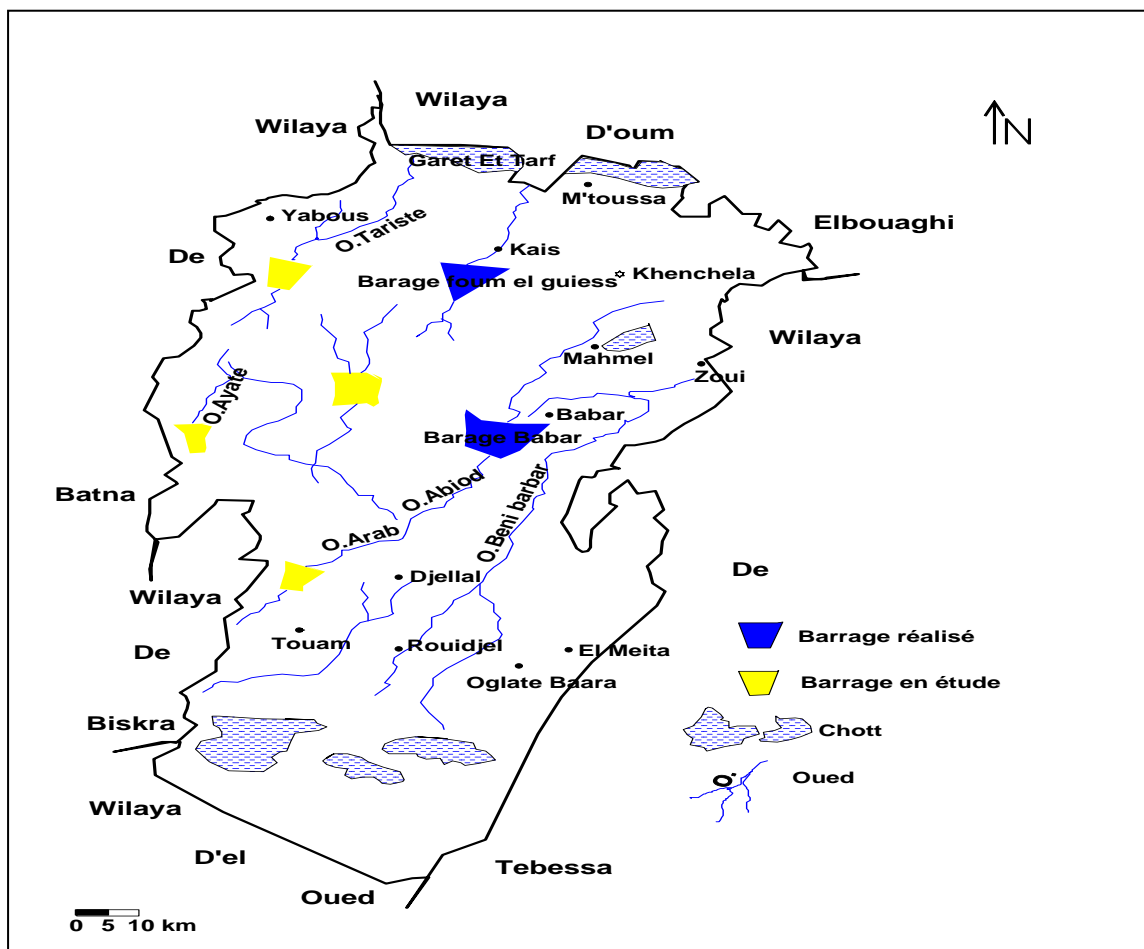 Wilaya
Wilaya
D'oum
N
Garet Et Tarf
M'toussa
Yabous
O.Tariste
Elbouaghi
De
Kais
Barage foum el guiess
Khenchela
Wilaya
Mahmel
Zoui
O.Ayate
Babar
Barage Babar
Batna
O.Abiod
O.Beni barbar
O.Arab
De
Djellal
Wilaya
Barrage réalisé
Touam
De
Rouidjel
El Meita
Oglate Baara
Barrage en étude
Biskra
Chott
O.
Oued
Wilaya
D'el
Tebessa
Oued
0 5 10 km